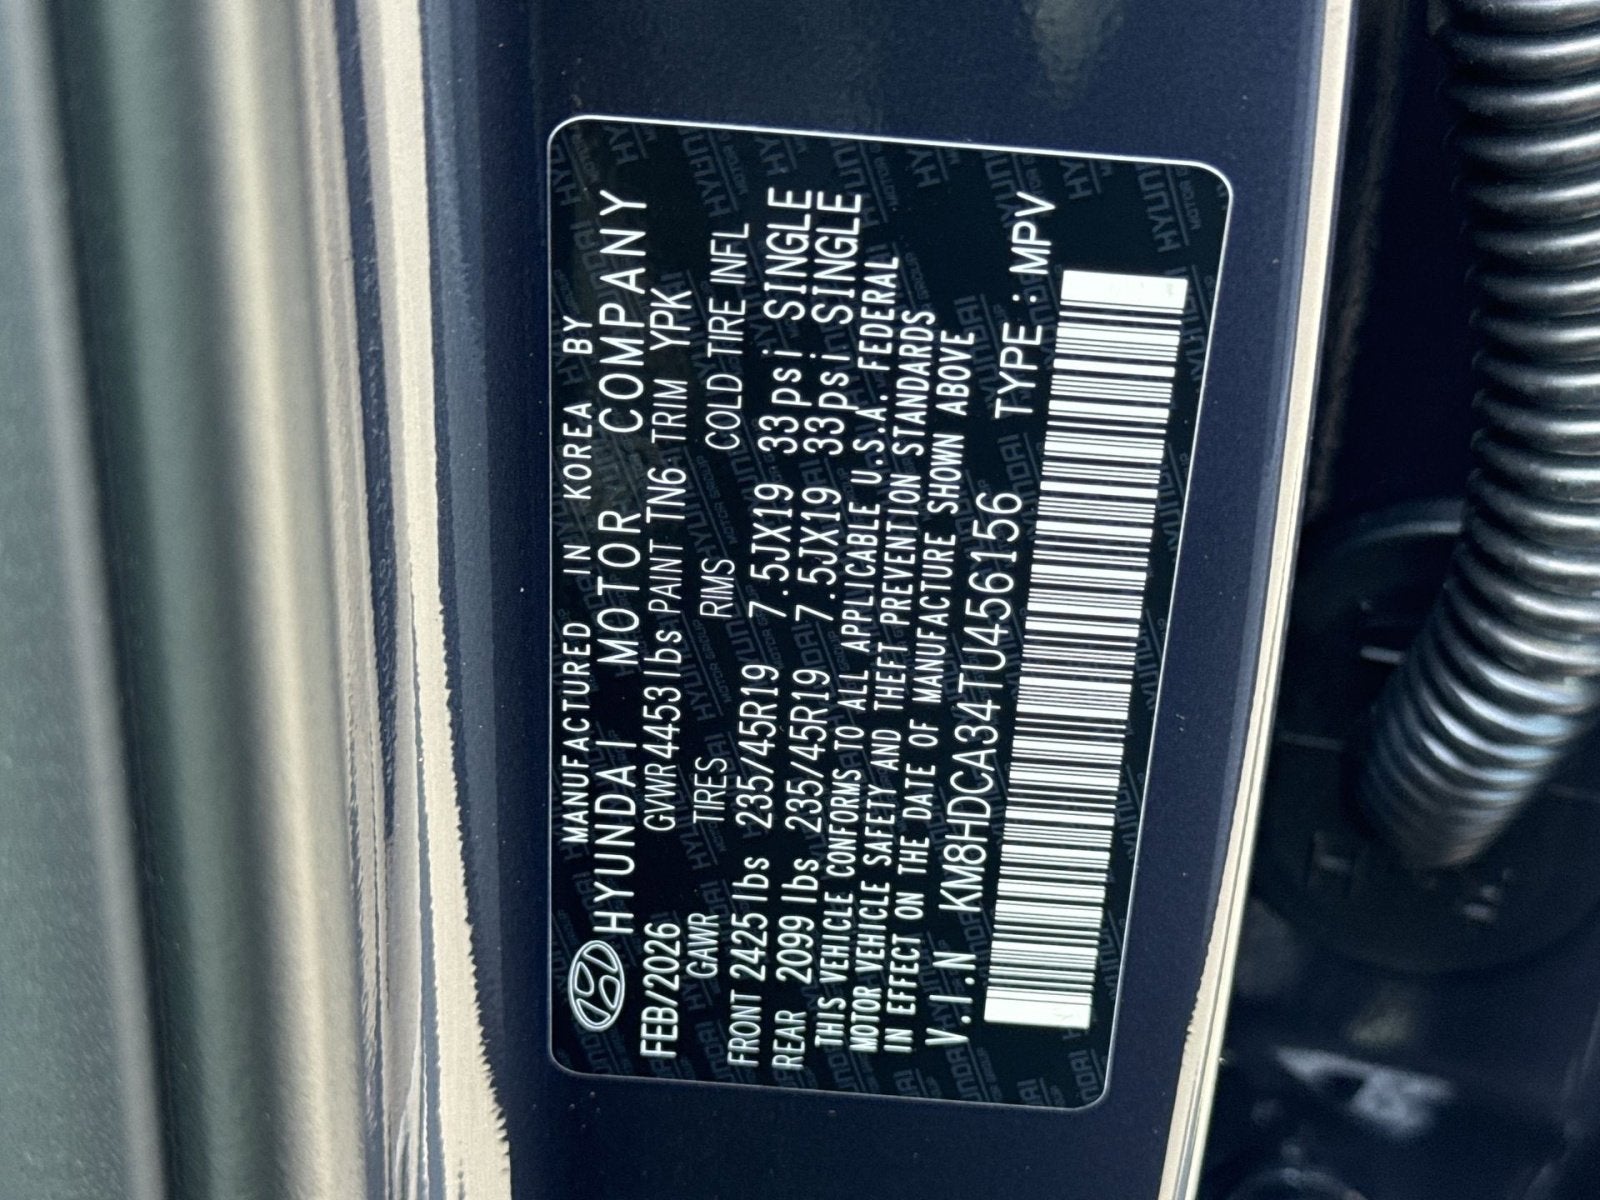 MANUFACTURED IN KOREA BY
HYUNDAI MOTOR COMPANY
FEB/2026 GVWR 4453lbs PAINT TN6 TRIM YPK
GAWR TIRES RIMS COLD TIRE INFL
FRONT 2425lbs 235/45R19 7.5JX19 33psi SINGLE
REAR 2099lbs 235/45R19 7.5JX19 33psi SINGLE
THIS VEHICLE CONFORMS TO ALL APPLICABLE U.S.A. FEDERAL
MOTOR VEHICLE SAFETY AND THEFT PREVENTION STANDARDS
IN EFFECT ON THE DATE OF MANUFACTURE SHOWN ABOVE
V.I.N KM8HDCA34TU456156 TYPE:MPV